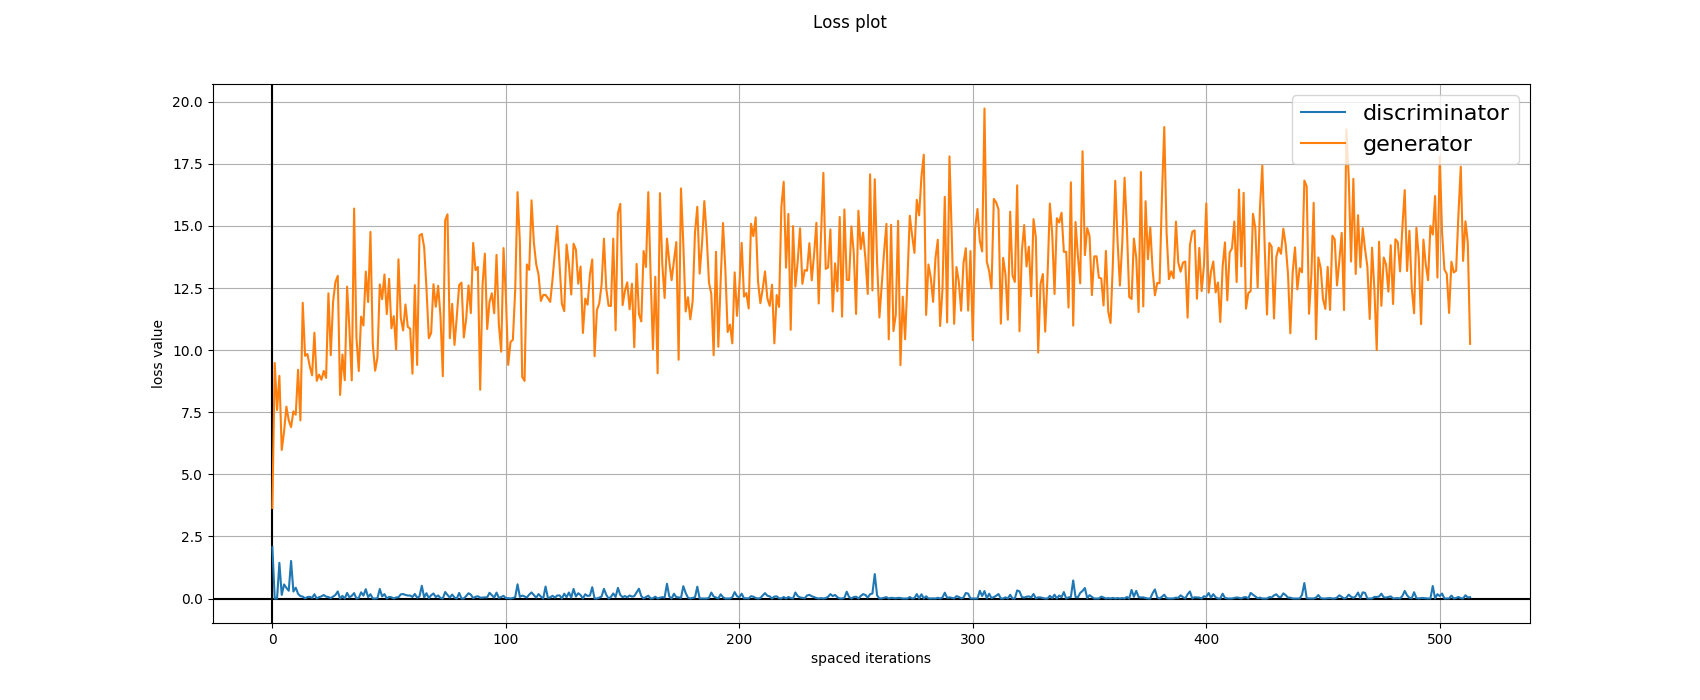 Loss plot
20.0
17.5
15.0
12.5
10.0
7.5
5.0
2.5
0.0
loss value
discriminator
generator
0 100 200 300 400 500
spaced iterations